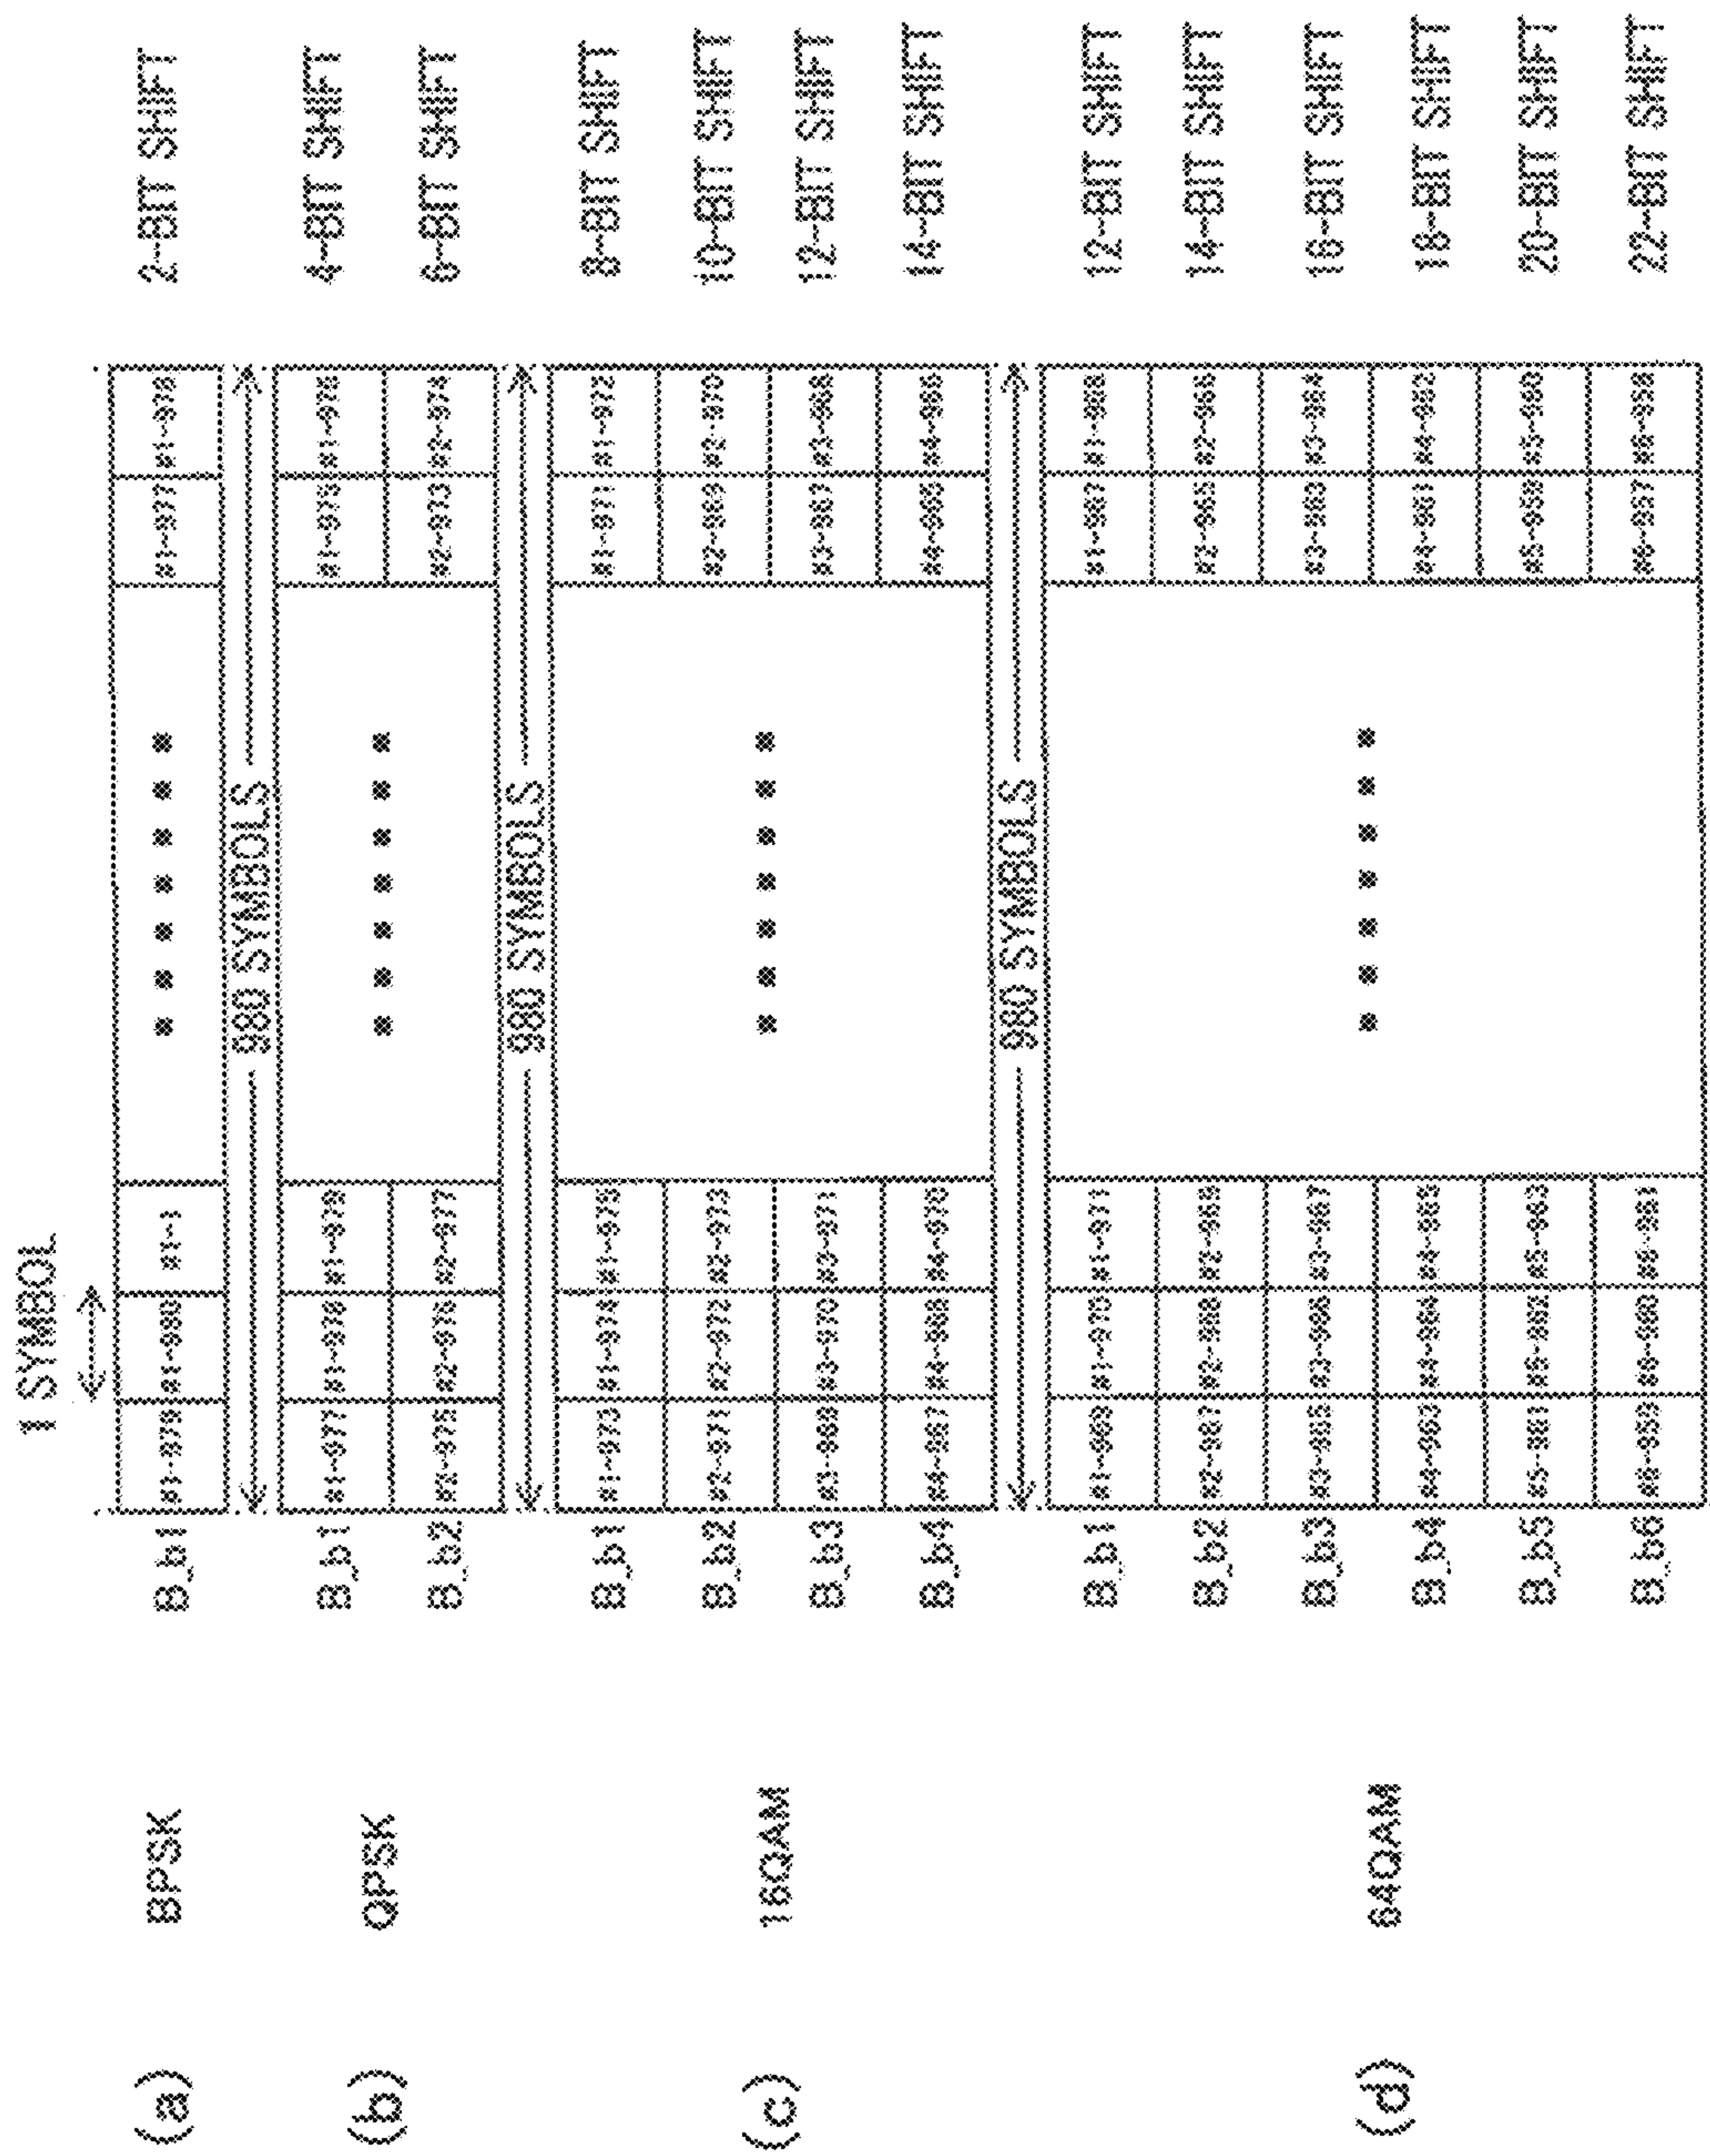 1 SYMBOL
(a) BPSK B_b1 #1-979 #1-980 #1-1 #1-977 #1-978 2-BIT SHIFT
980 SYMBOLS
(b) QPSK
B_b1 #1-977 #1-978 #1-979 #1-975 #1-976 4-BIT SHIFT
B_b2 #2-975 #2-976 #2-977 #2-973 #2-974 6-BIT SHIFT
980 SYMBOLS
(c) 16QAM
B_b1 #1-973 #1-974 #1-975 #1-971 #1-972 8-BIT SHIFT
B_b2 #2-971 #2-972 #2-973 #2-969 #2-970 10-BIT SHIFT
B_b3 #3-970 #3-971 #3-967 #3-968 12-BIT SHIFT
B_b4 #4-967 #4-968 #4-970 #4-965 #4-966 14-BIT SHIFT
980 SYMBOLS
(d) 64QAM
B_b1 #1-969 #1-970 #1-971 #1-967 #1-968 12-BIT SHIFT
B_b2 #2-967 #2-968 #2-969 #2-965 #2-966 14-BIT SHIFT
B_b3 #3-965 #3-966 #3-967 #3-963 #3-964 16-BIT SHIFT
B_b4 #4-963 #4-964 #4-965 #4-961 #4-962 18-BIT SHIFT
B_b5 #5-961 #5-963 #5-959 #5-960 20-BIT SHIFT
B_b6 #6-959 #6-960 #6-961 #6-957 #6-958 22-BIT SHIFT